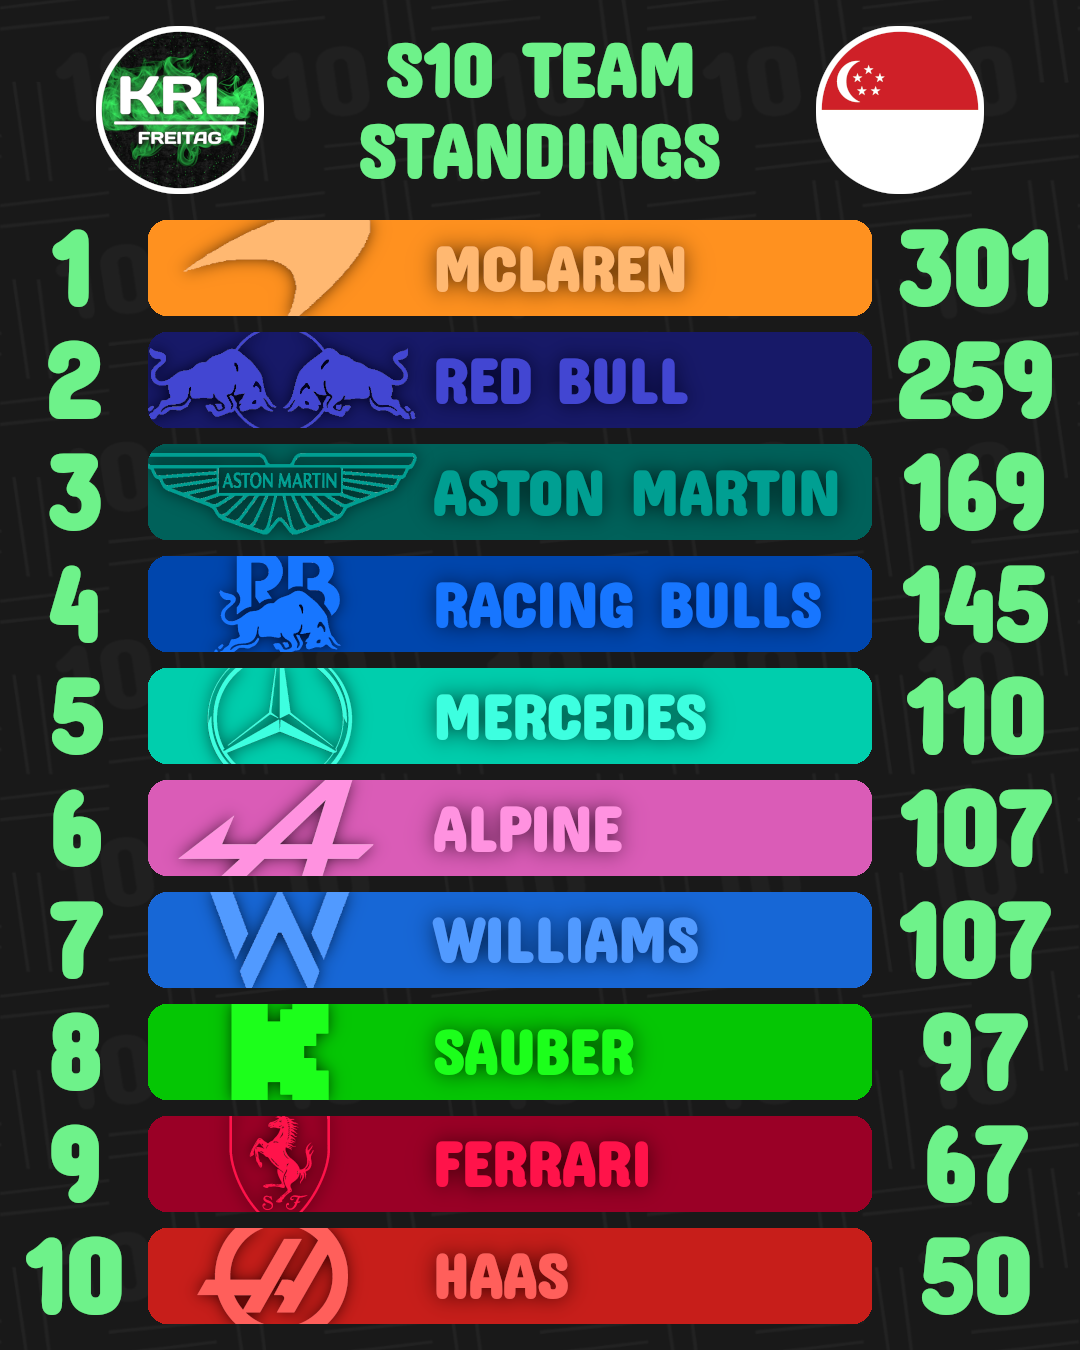 KRL
FREITAG
S10 TEAM
STANDINGS
1 MCLAREN 301
2 RED BULL 259
3 ASTON MARTIN ASTON MARTIN 169
4 RB RACING BULLS 145
5 MERCEDES 110
6 ALPINE 107
7 WILLIAMS 107
8 SAUBER 97
9 S F FERRARI 67
10 HAAS 50